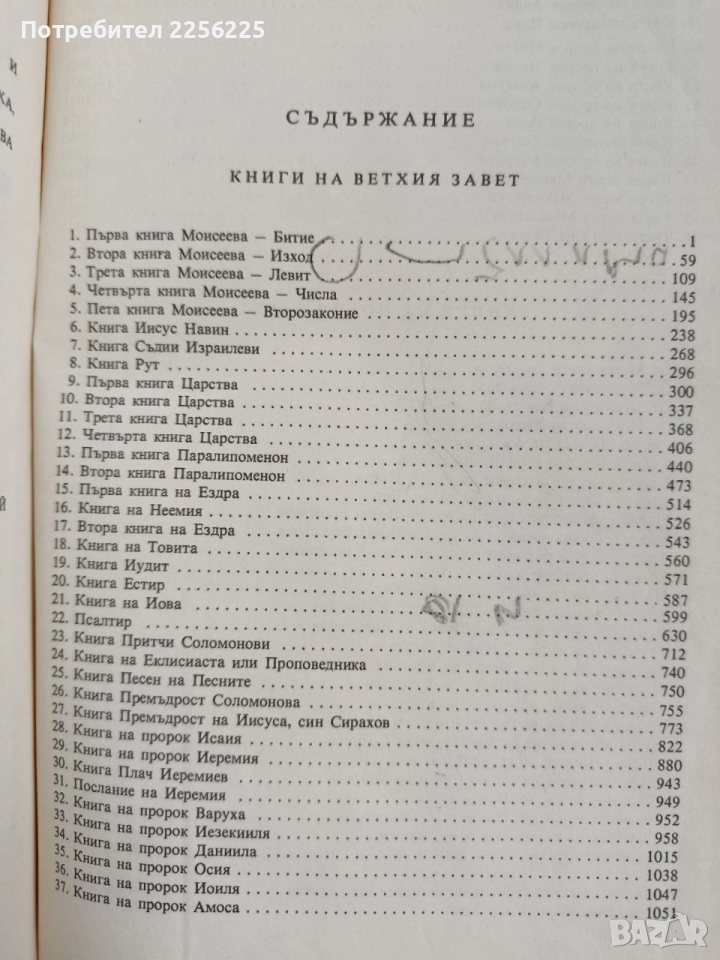 Потребител 2256225
И
КА,
ВА
Й
СЪДЪРЖАНИЕ
КНИГИ НА ВЕТХИЯ ЗАВЕТ
1. Първа книга Моисеева — Битие 1
2. Втора книга Моисеева — Изход 59
3. Трета книга Моисеева — Левит 109
4. Четвърта книга Моисеева — Числа 145
5. Пета книга Моисеева — Второзаконие 195
6. Книга Иисус Навин 238
7. Книга Съдии Израилеви 268
8. Книга Рут 296
9. Първа книга Царства 300
10. Втора книга Царства 337
11. Трета книга Царства 368
12. Четвърта книга Царства 406
13. Първа книга Паралипоменон 440
14. Втора книга Паралипоменон 473
15. Първа книга на Ездра 514
16. Книга на Неемия 526
17. Втора книга на Ездра 543
18. Книга на Товита 560
19. Книга Иудит 571
20. Книга Естир 587
21. Книга на Иова 599
22. Псалтир 630
23. Книга Притчи Соломонови 712
24. Книга на Еклисиаста или Проповедника 740
25. Книга Песен на Песните 750
26. Книга Премъдрост Соломонова 755
27. Книга Премъдрост на Иисуса, син Сирахов 773
28. Книга на пророк Исаия 822
29. Книга на пророк Иеремия 880
30. Книга Плач Иеремиев 943
31. Послание на Иеремия 949
32. Книга на пророк Варуха 952
33. Книга на пророк Иезекииля 958
34. Книга на пророк Даниила 1015
35. Книга на пророк Осия 1038
36. Книга на пророк Иоиля 1047
37. Книга на пророк Амоса 1051
BAZAR